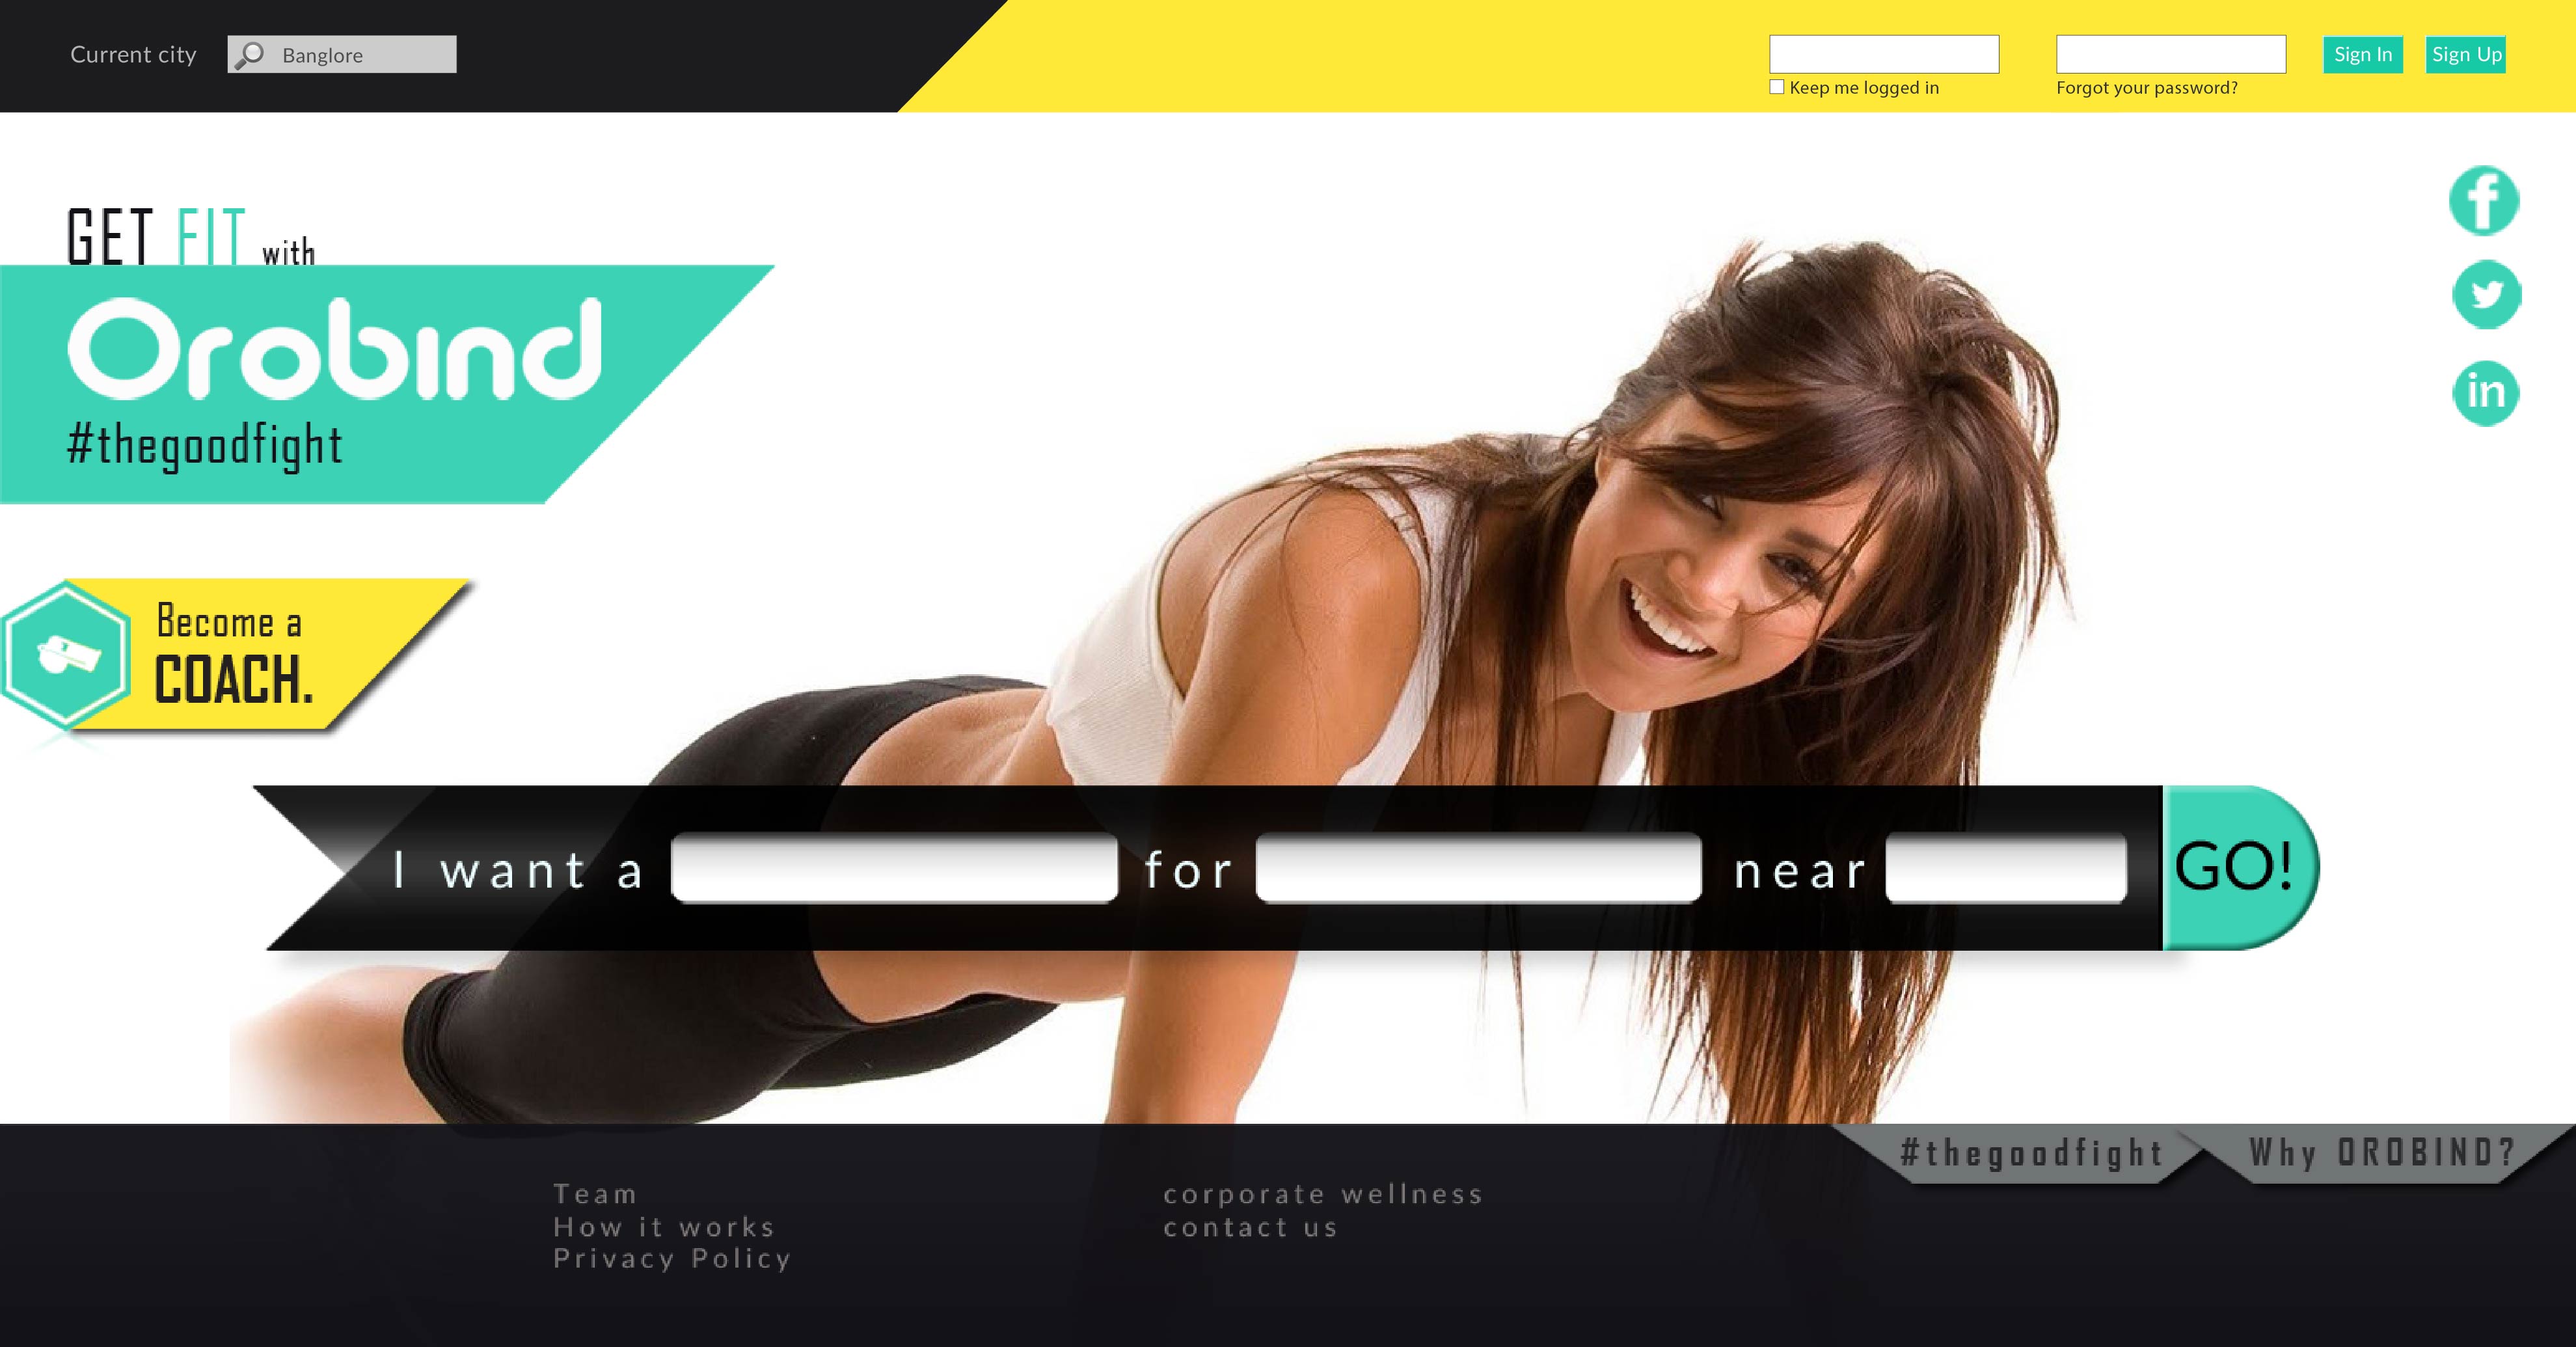 Current city
Banglore
Keep me logged in
Forgot your password?
Sign In
Sign Up
f
in
GET FIT with
Orobind
#thegoodfight
Become a
COACH.
I want a for near GO!
#thegoodfight
Why OROBIND?
Team
How it works
Privacy Policy
corporate wellness
contact us